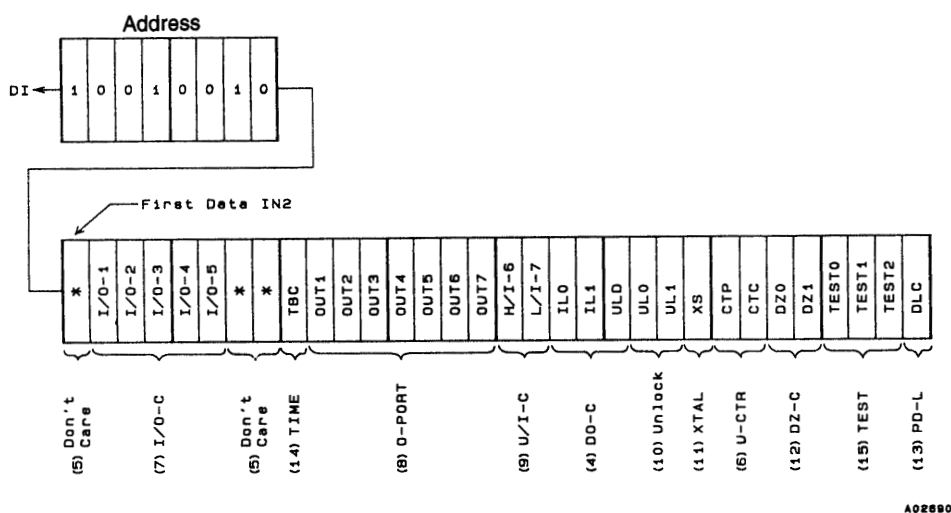 Address
DI
1 0 0 1 0 0 1 0
First Data IN2
* I/O-1 I/O-2 I/O-3 I/O-4 I/O-5 * * TBC OUT1 OUT2 OUT3 OUT4 OUT5 OUT6 OUT7 H/I-6 L/I-7 IL0 IL1 ULD UL0 UL1 XS CTP CTC DZ0 DZ1 TEST0 TEST1 TEST2 DLC
(5) Don't Care
(7) I/O-C
(5) Don't Care
(14) TIME
(8) O-PORT
(9) U/I-C
(4) DO-C
(10) Unlock
(11) XTAL
(6) U-CTR
(12) DZ-C
(15) TEST
(13) PD-L
A02690